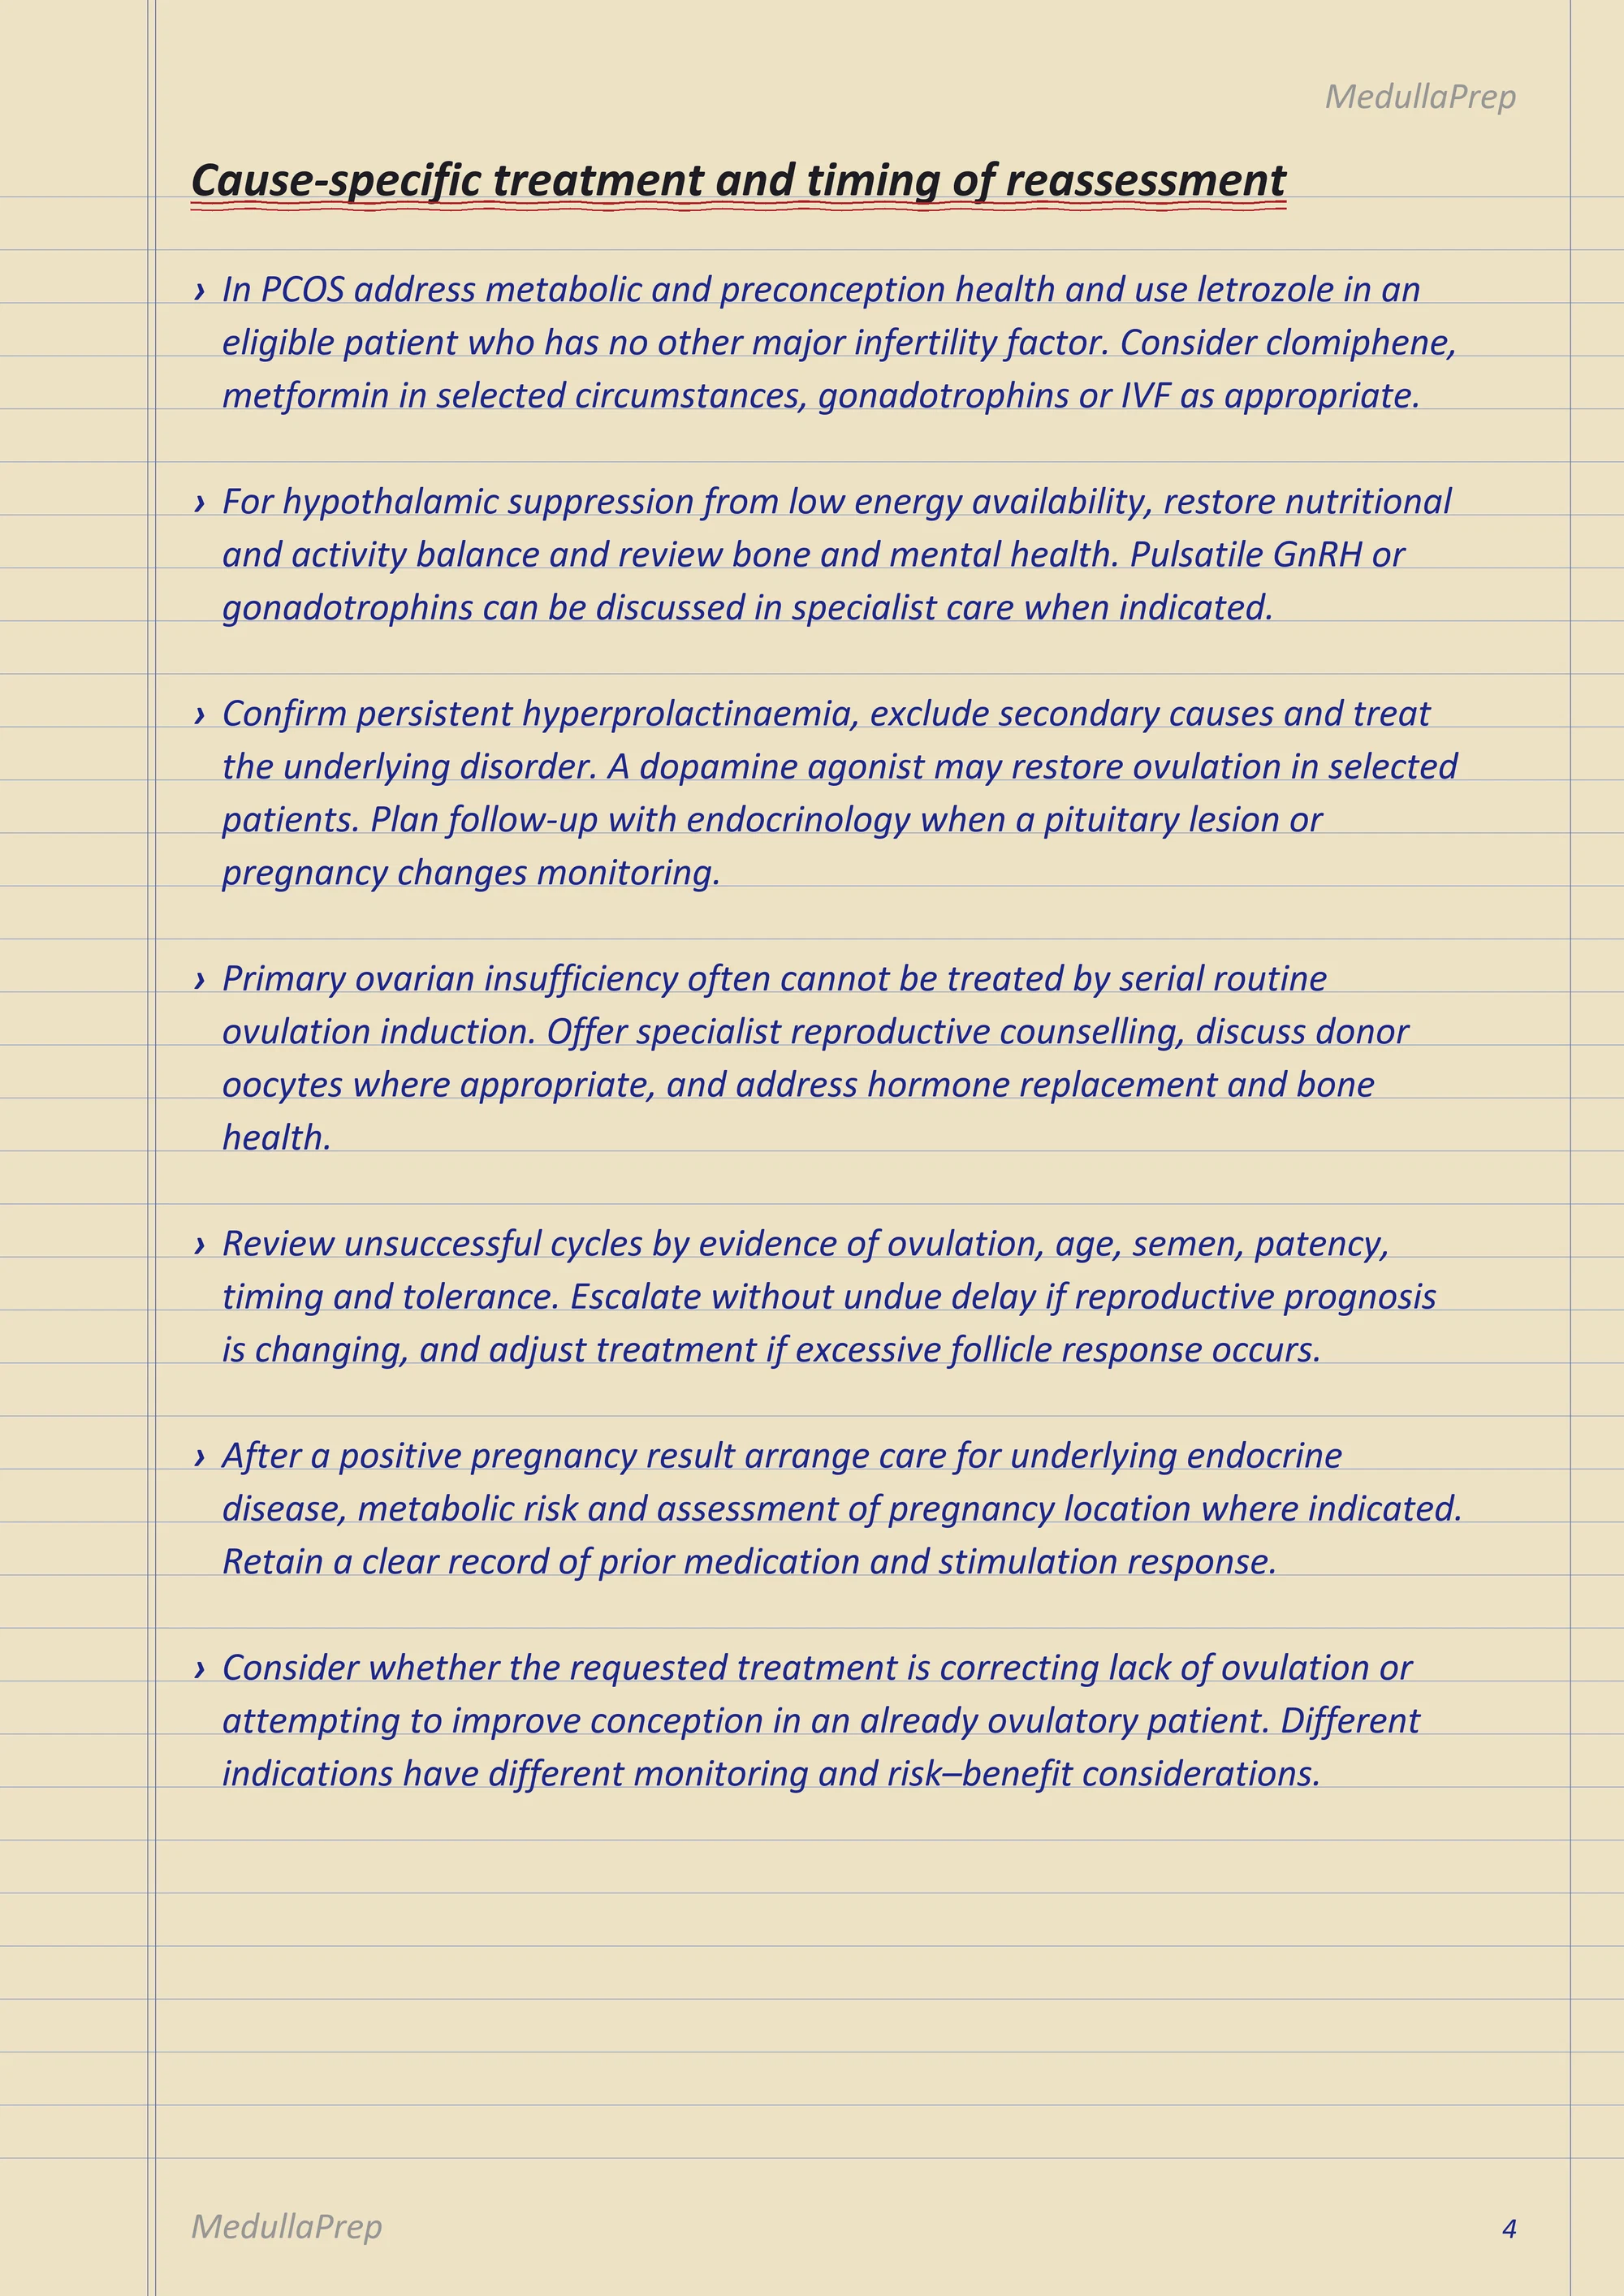 MedullaPrep
Cause-specific treatment and timing of reassessment
› In PCOS address metabolic and preconception health and use letrozole in an
eligible patient who has no other major infertility factor. Consider clomiphene,
metformin in selected circumstances, gonadotrophins or IVF as appropriate.
› For hypothalamic suppression from low energy availability, restore nutritional
and activity balance and review bone and mental health. Pulsatile GnRH or
gonadotrophins can be discussed in specialist care when indicated.
› Confirm persistent hyperprolactinaemia, exclude secondary causes and treat
the underlying disorder. A dopamine agonist may restore ovulation in selected
patients. Plan follow-up with endocrinology when a pituitary lesion or
pregnancy changes monitoring.
› Primary ovarian insufficiency often cannot be treated by serial routine
ovulation induction. Offer specialist reproductive counselling, discuss donor
oocytes where appropriate, and address hormone replacement and bone
health.
› Review unsuccessful cycles by evidence of ovulation, age, semen, patency,
timing and tolerance. Escalate without undue delay if reproductive prognosis
is changing, and adjust treatment if excessive follicle response occurs.
› After a positive pregnancy result arrange care for underlying endocrine
disease, metabolic risk and assessment of pregnancy location where indicated.
Retain a clear record of prior medication and stimulation response.
› Consider whether the requested treatment is correcting lack of ovulation or
attempting to improve conception in an already ovulatory patient. Different
indications have different monitoring and risk–benefit considerations.
MedullaPrep
4